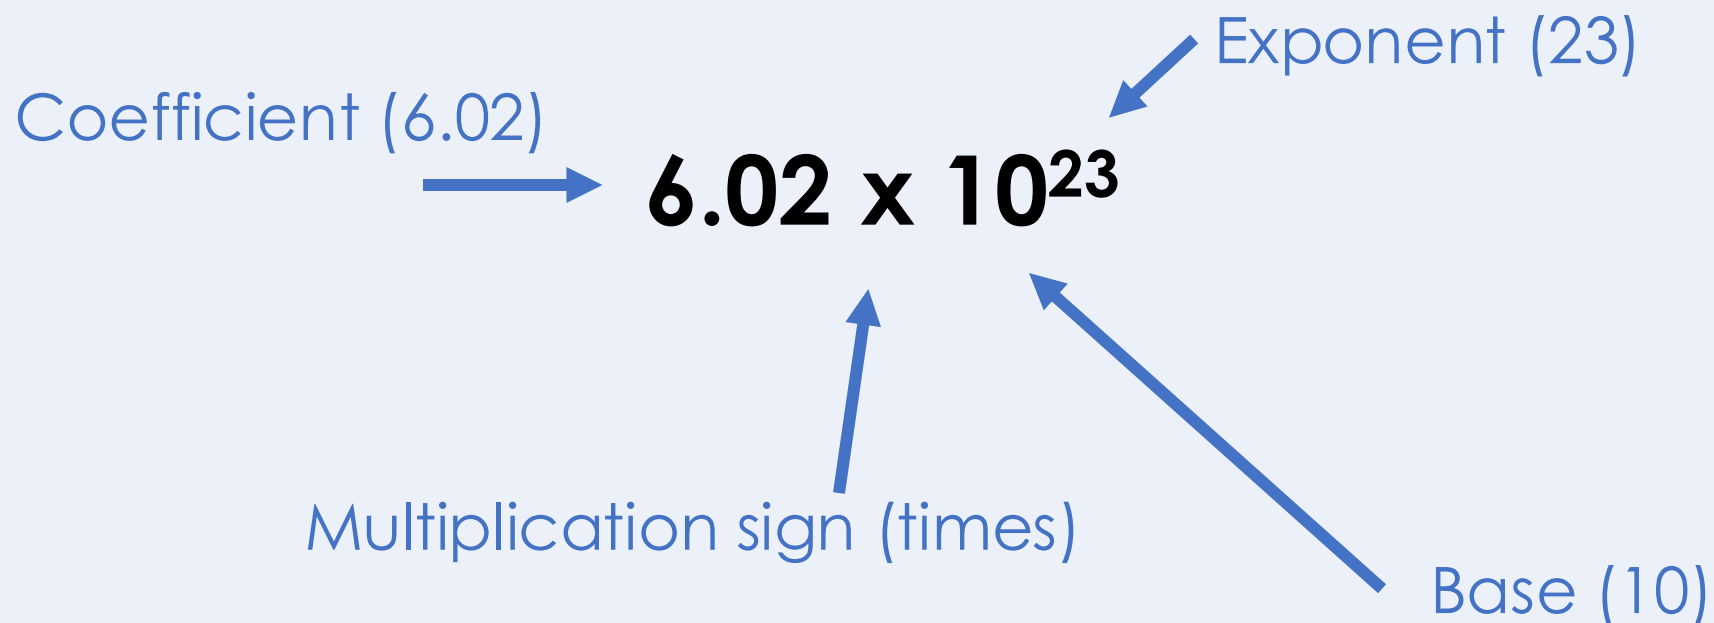 Exponent (23)
Coefficient (6.02)
6.02 x 10²³
Multiplication sign (times)
Base (10)